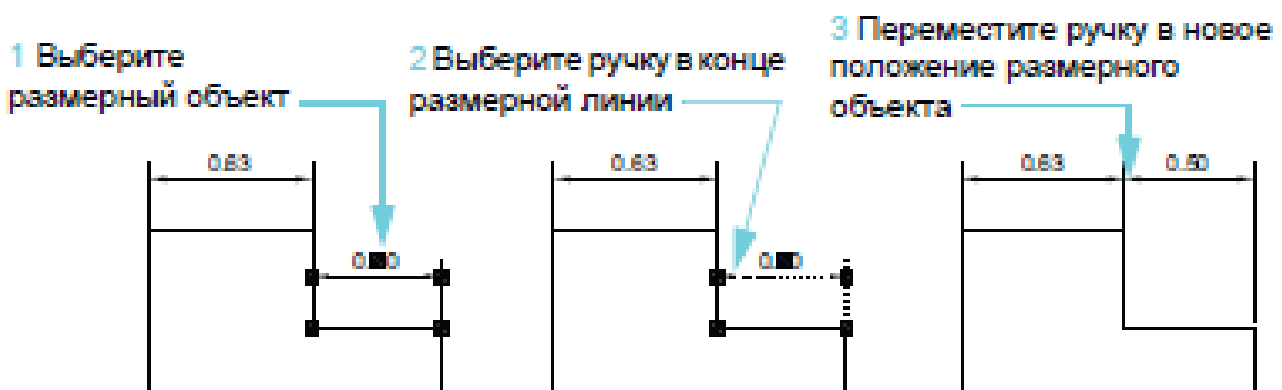 1 Выберите
размерный объект
2 Выберите ручку в конце
размерной линии
3 Переместите ручку в новое
положение размерного
объекта
0.63
0.63
0.63
0.50